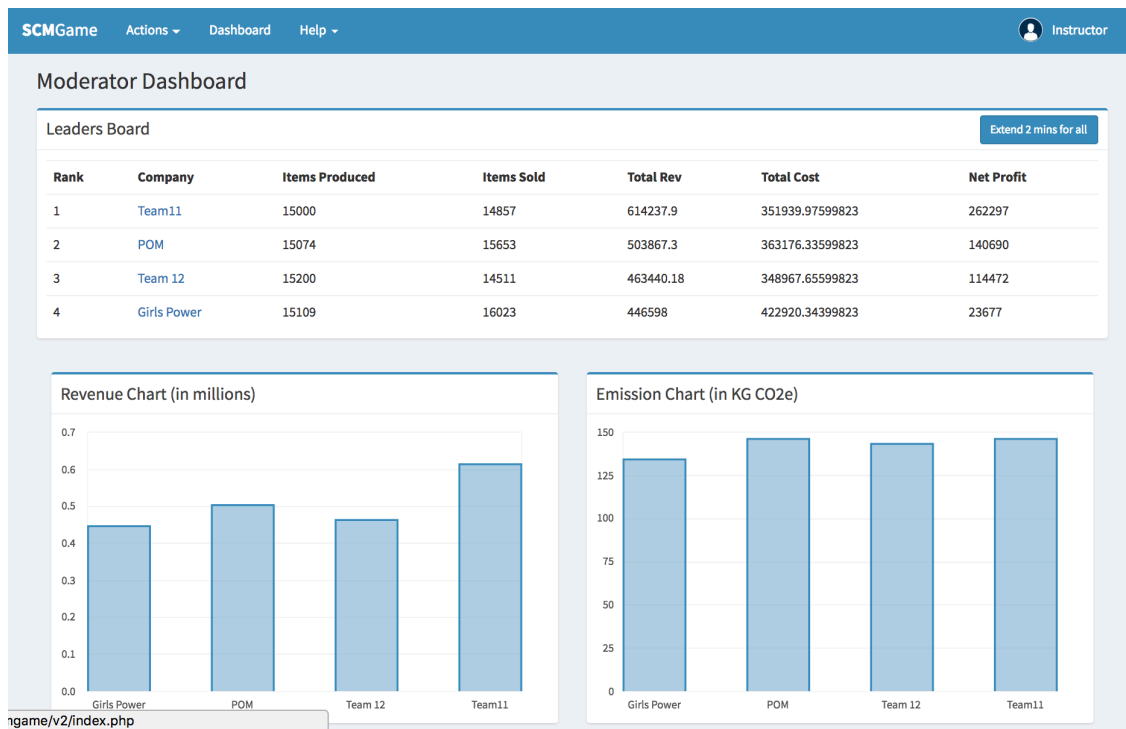 SCMGame Actions Dashboard Help Instructor
Moderator Dashboard
Leaders Board Extend 2 mins for all
Rank Company Items Produced Items Sold Total Rev Total Cost Net Profit
1 Team11 15000 14857 614237.9 351939.97599823 262297
2 POM 15074 15653 503867.3 363176.33599823 140690
3 Team 12 15200 14511 463440.18 348967.65599823 114472
4 Girls Power 15109 16023 446598 422920.34399823 23677
Revenue Chart (in millions)
0.7
0.6
0.5
0.4
0.3
0.2
0.1
0.0
Girls Power POM Team 12 Team11
Emission Chart (in KG CO2e)
150
125
100
75
50
25
0
Girls Power POM Team 12 Team11
ngame/v2/index.php